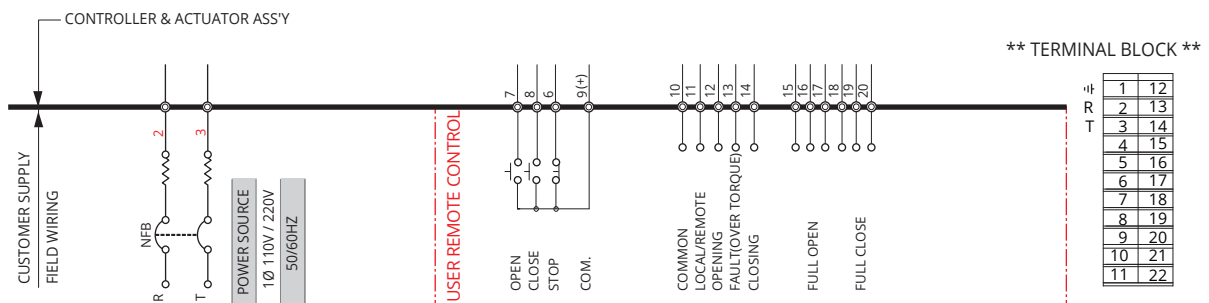 CONTROLLER & ACTUATOR ASS'Y
CUSTOMER SUPPLY
FIELD WIRING
2
3
NFB
R
T
POWER SOURCE
1Ø 110V / 220V
50/60HZ
USER REMOTE CONTROL
7
8
6
9(+)
OPEN
CLOSE
STOP
COM.
10
11
12
13
14
COMMON
LOCAL/REMOTE
OPENING
FAULT(OVER TORQUE)
CLOSING
15
16
17
18
19
20
FULL OPEN
FULL CLOSE
** TERMINAL BLOCK **
1 12
R 2 13
T 3 14
4 15
5 16
6 17
7 18
8 19
9 20
10 21
11 22